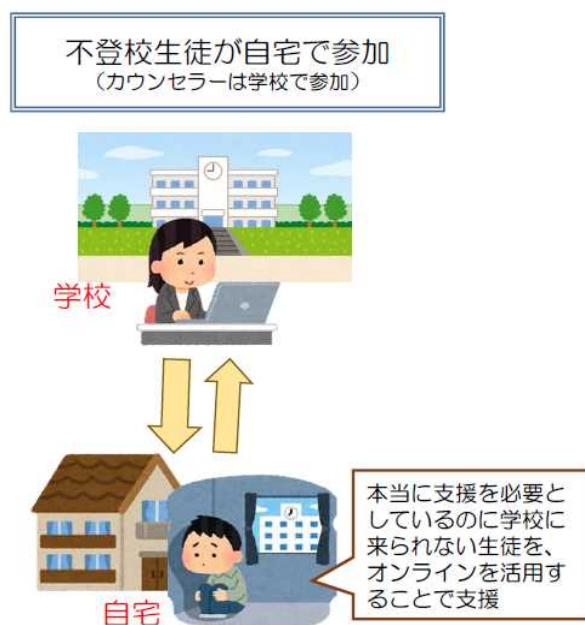 不登校生徒が自宅で参加
（カウンセラーは学校で参加）
学校
本当に支援を必要と
しているのに学校に
来られない生徒を、
オンラインを活用す
ることで支援
自宅